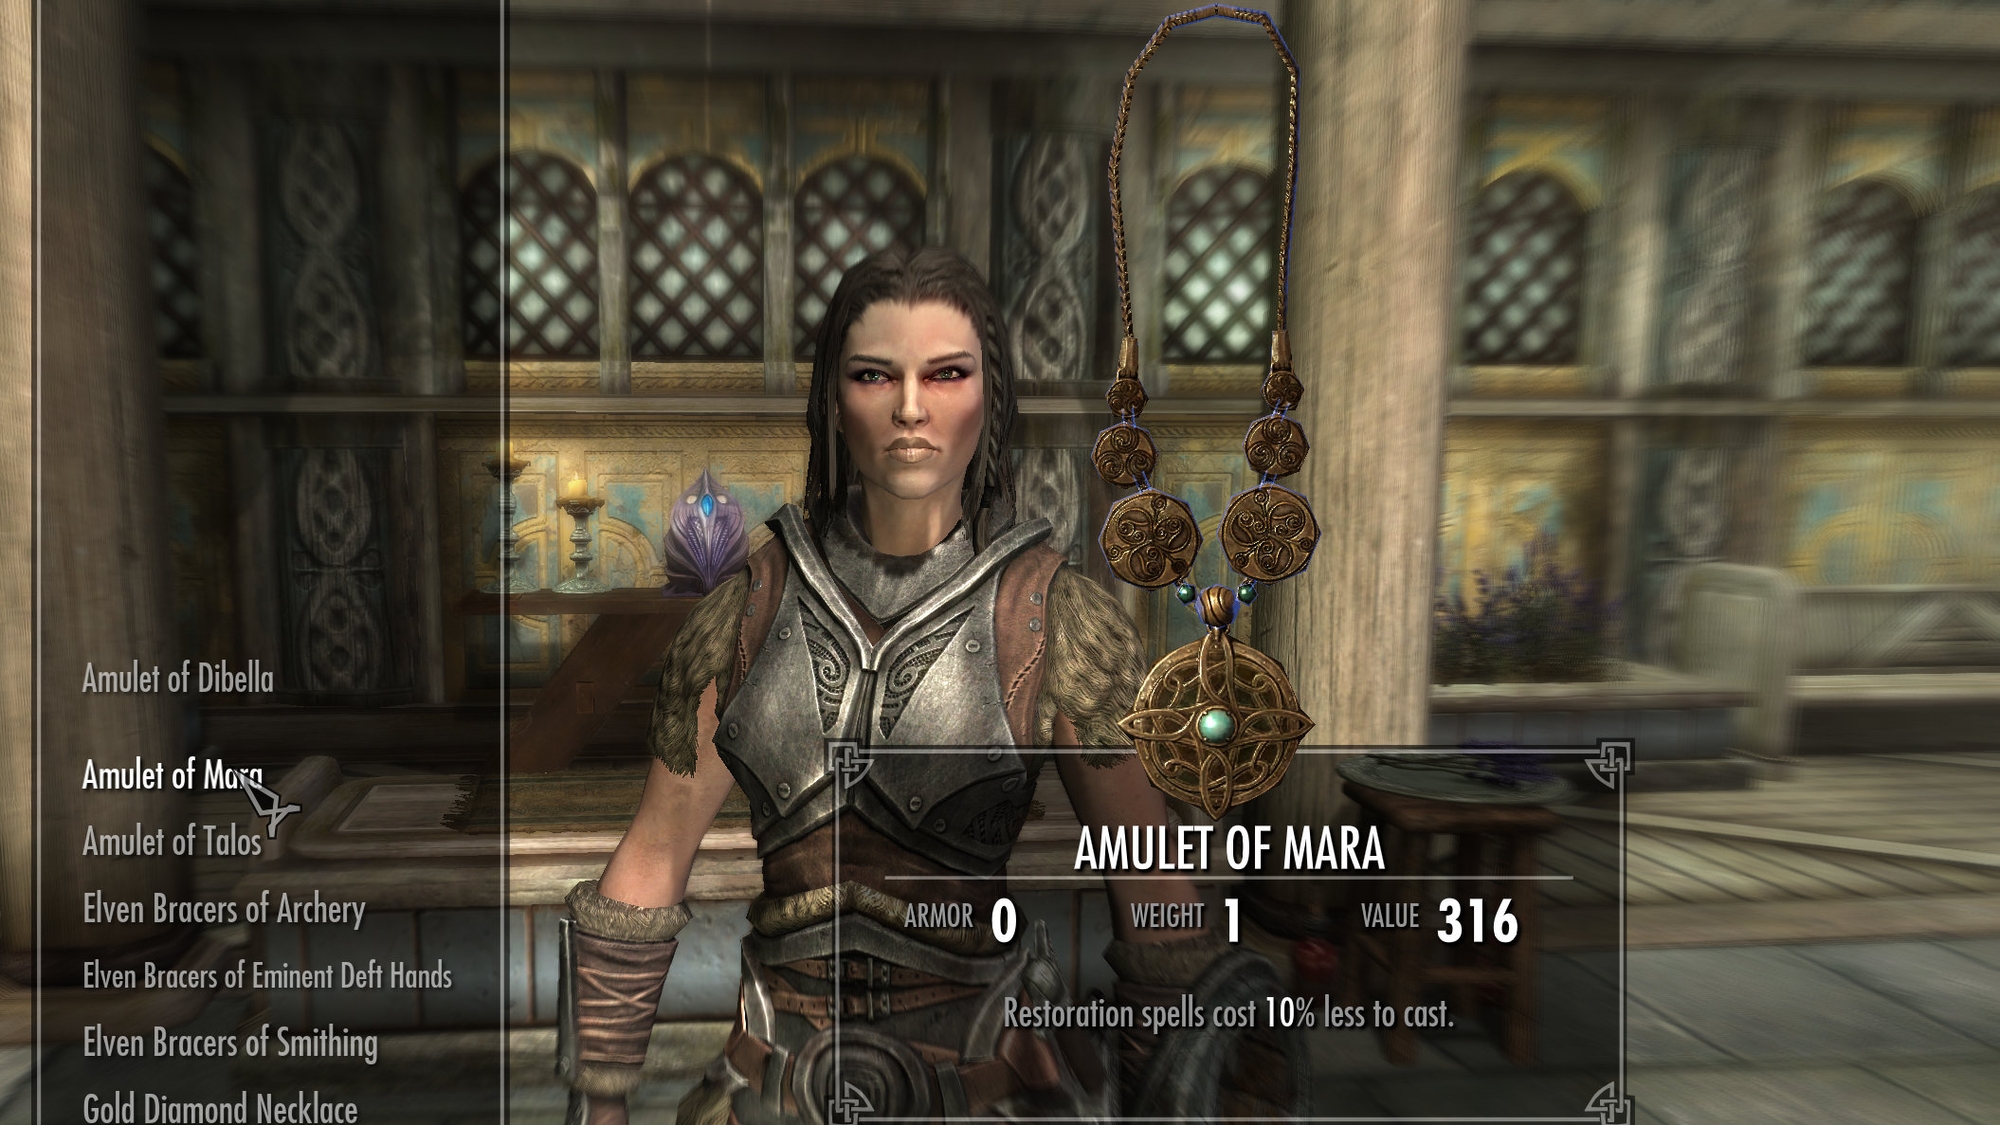 Amulet of Dibella
Amulet of Mara
Amulet of Talos
Elven Bracers of Archery
Elven Bracers of Eminent Deft Hands
Elven Bracers of Smithing
Gold Diamond Necklace
AMULET OF MARA
ARMOR 0 WEIGHT 1 VALUE 316
Restoration spells cost 10% less to cast.